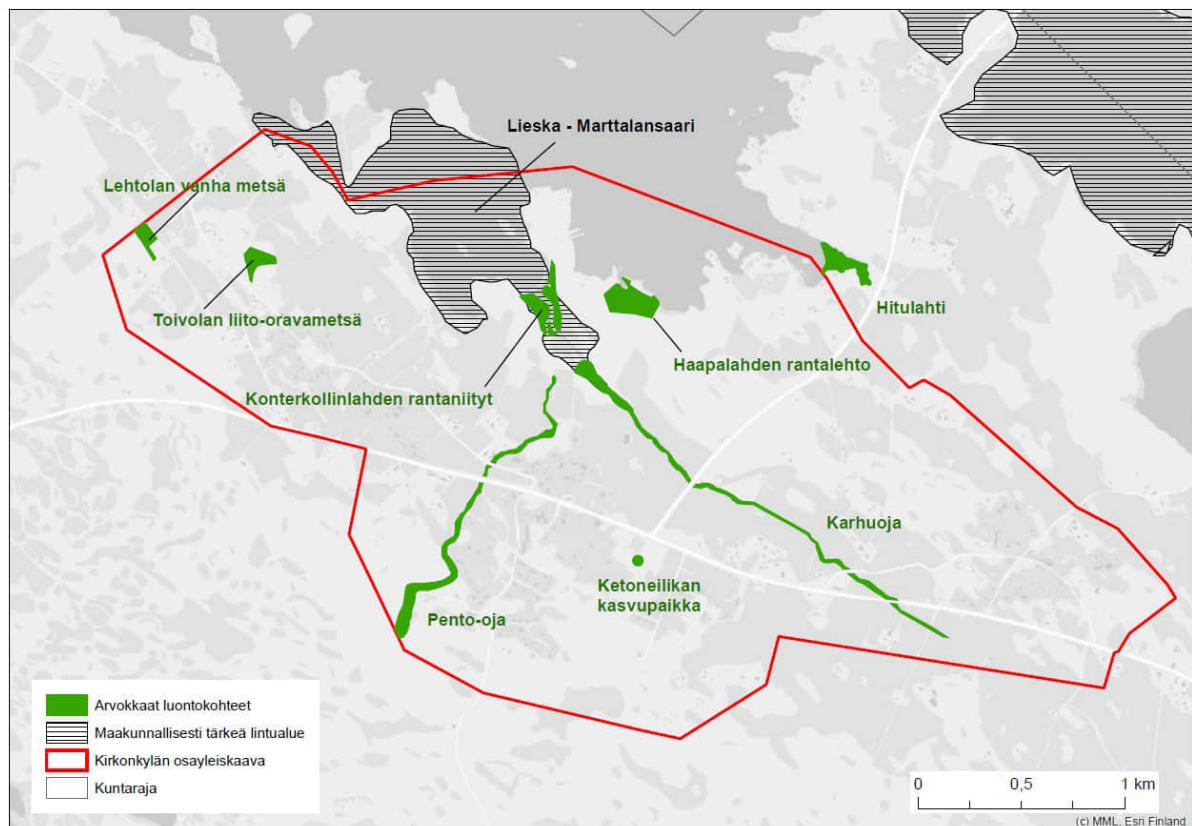 Lieska - Marttalansaari
Lehtolan vanha metsä
Toivolan liito-oravametsä
Hitulahti
Haapalahden rantalehto
Konterkollinlahden rantaniityt
Karhuoja
Ketoneilikan
kasvupaikka
Pento-oja
Arvokkaat luontokohteet
Maakunnallisesti tärkeä lintualue
Kirkonkylän osayleiskaava
Kuntaraja
0 0,5 1 km
(c) MML, Esri Finland